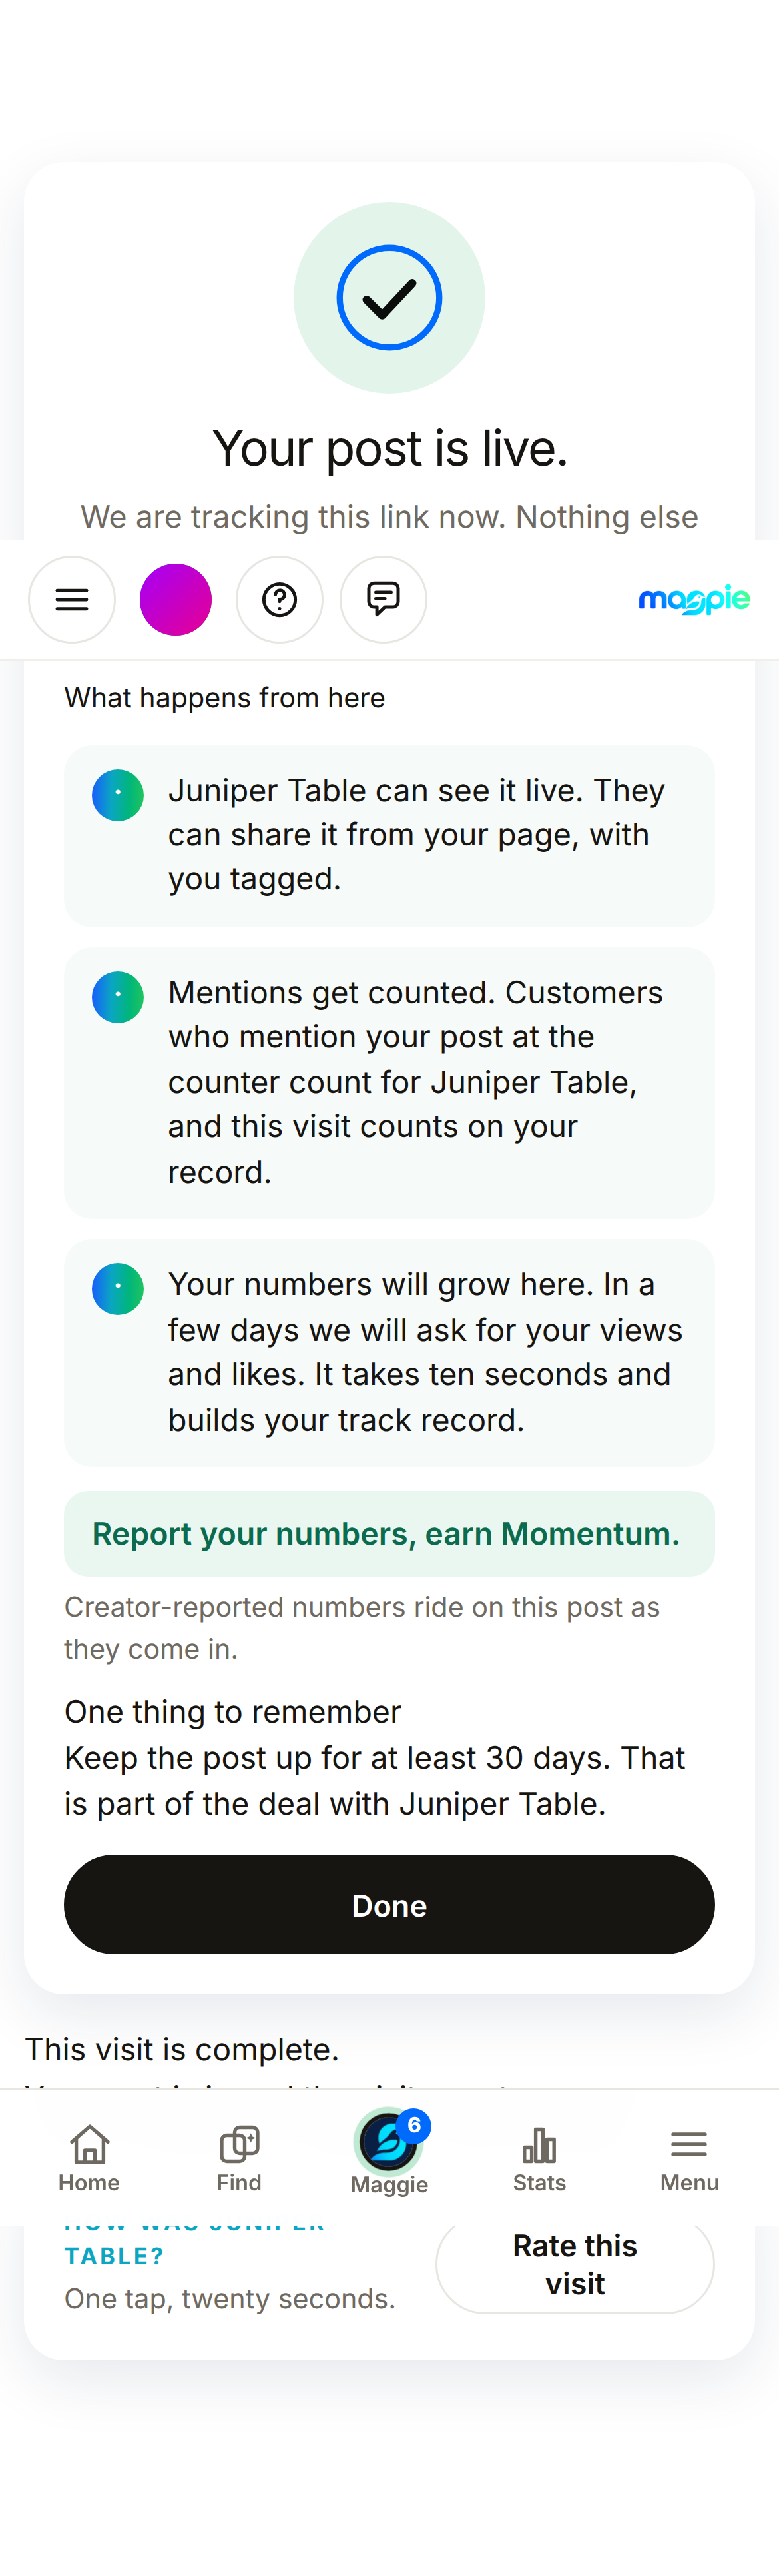 Your post is live.
We are tracking this link now. Nothing else
magpie
What happens from here
Juniper Table can see it live. They
can share it from your page, with
you tagged.
Mentions get counted. Customers
who mention your post at the
counter count for Juniper Table,
and this visit counts on your
record.
Your numbers will grow here. In a
few days we will ask for your views
and likes. It takes ten seconds and
builds your track record.
Report your numbers, earn Momentum.
Creator-reported numbers ride on this post as
they come in.
One thing to remember
Keep the post up for at least 30 days. That
is part of the deal with Juniper Table.
Done
This visit is complete.
6
Home
Find
Maggie
Stats
Menu
HOW WAS JUNIPER
TABLE?
One tap, twenty seconds.
Rate this
visit